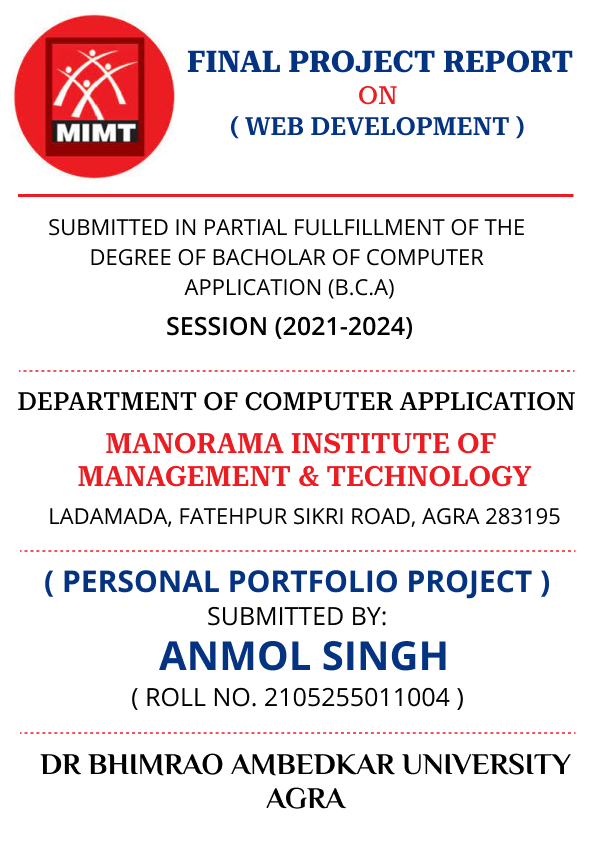 MIMT
FINAL PROJECT REPORT
ON
( WEB DEVELOPMENT )
SUBMITTED IN PARTIAL FULLFILLMENT OF THE
DEGREE OF BACHOLAR OF COMPUTER
APPLICATION (B.C.A)
SESSION (2021-2024)
DEPARTMENT OF COMPUTER APPLICATION
MANORAMA INSTITUTE OF
MANAGEMENT & TECHNOLOGY
LADAMADA, FATEHPUR SIKRI ROAD, AGRA 283195
( PERSONAL PORTFOLIO PROJECT )
SUBMITTED BY:
ANMOL SINGH
( ROLL NO. 2105255011004 )
DR BHIMRAO AMBEDKAR UNIVERSITY
AGRA